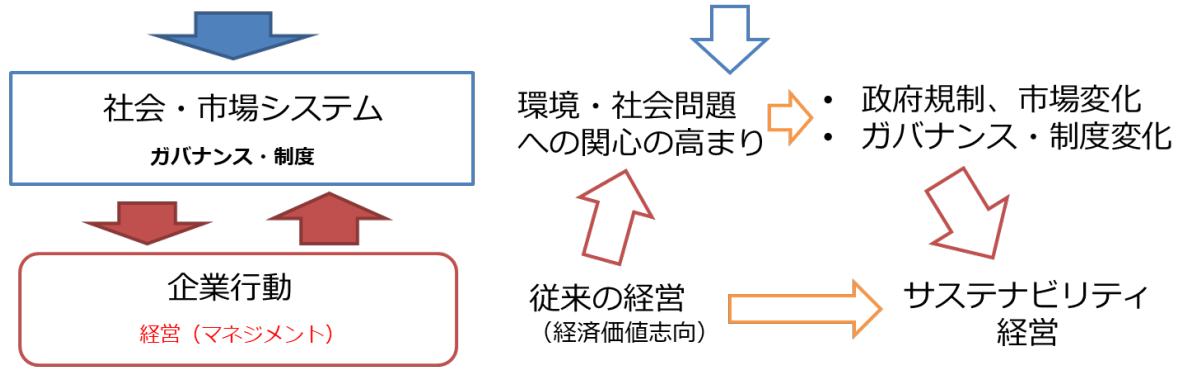 社会・市場システム
ガバナンス・制度
企業行動
経営（マネジメント）
環境・社会問題
への関心の高まり
• 政府規制、市場変化
• ガバナンス・制度変化
従来の経営
（経済価値志向）
サステナビリティ
経営